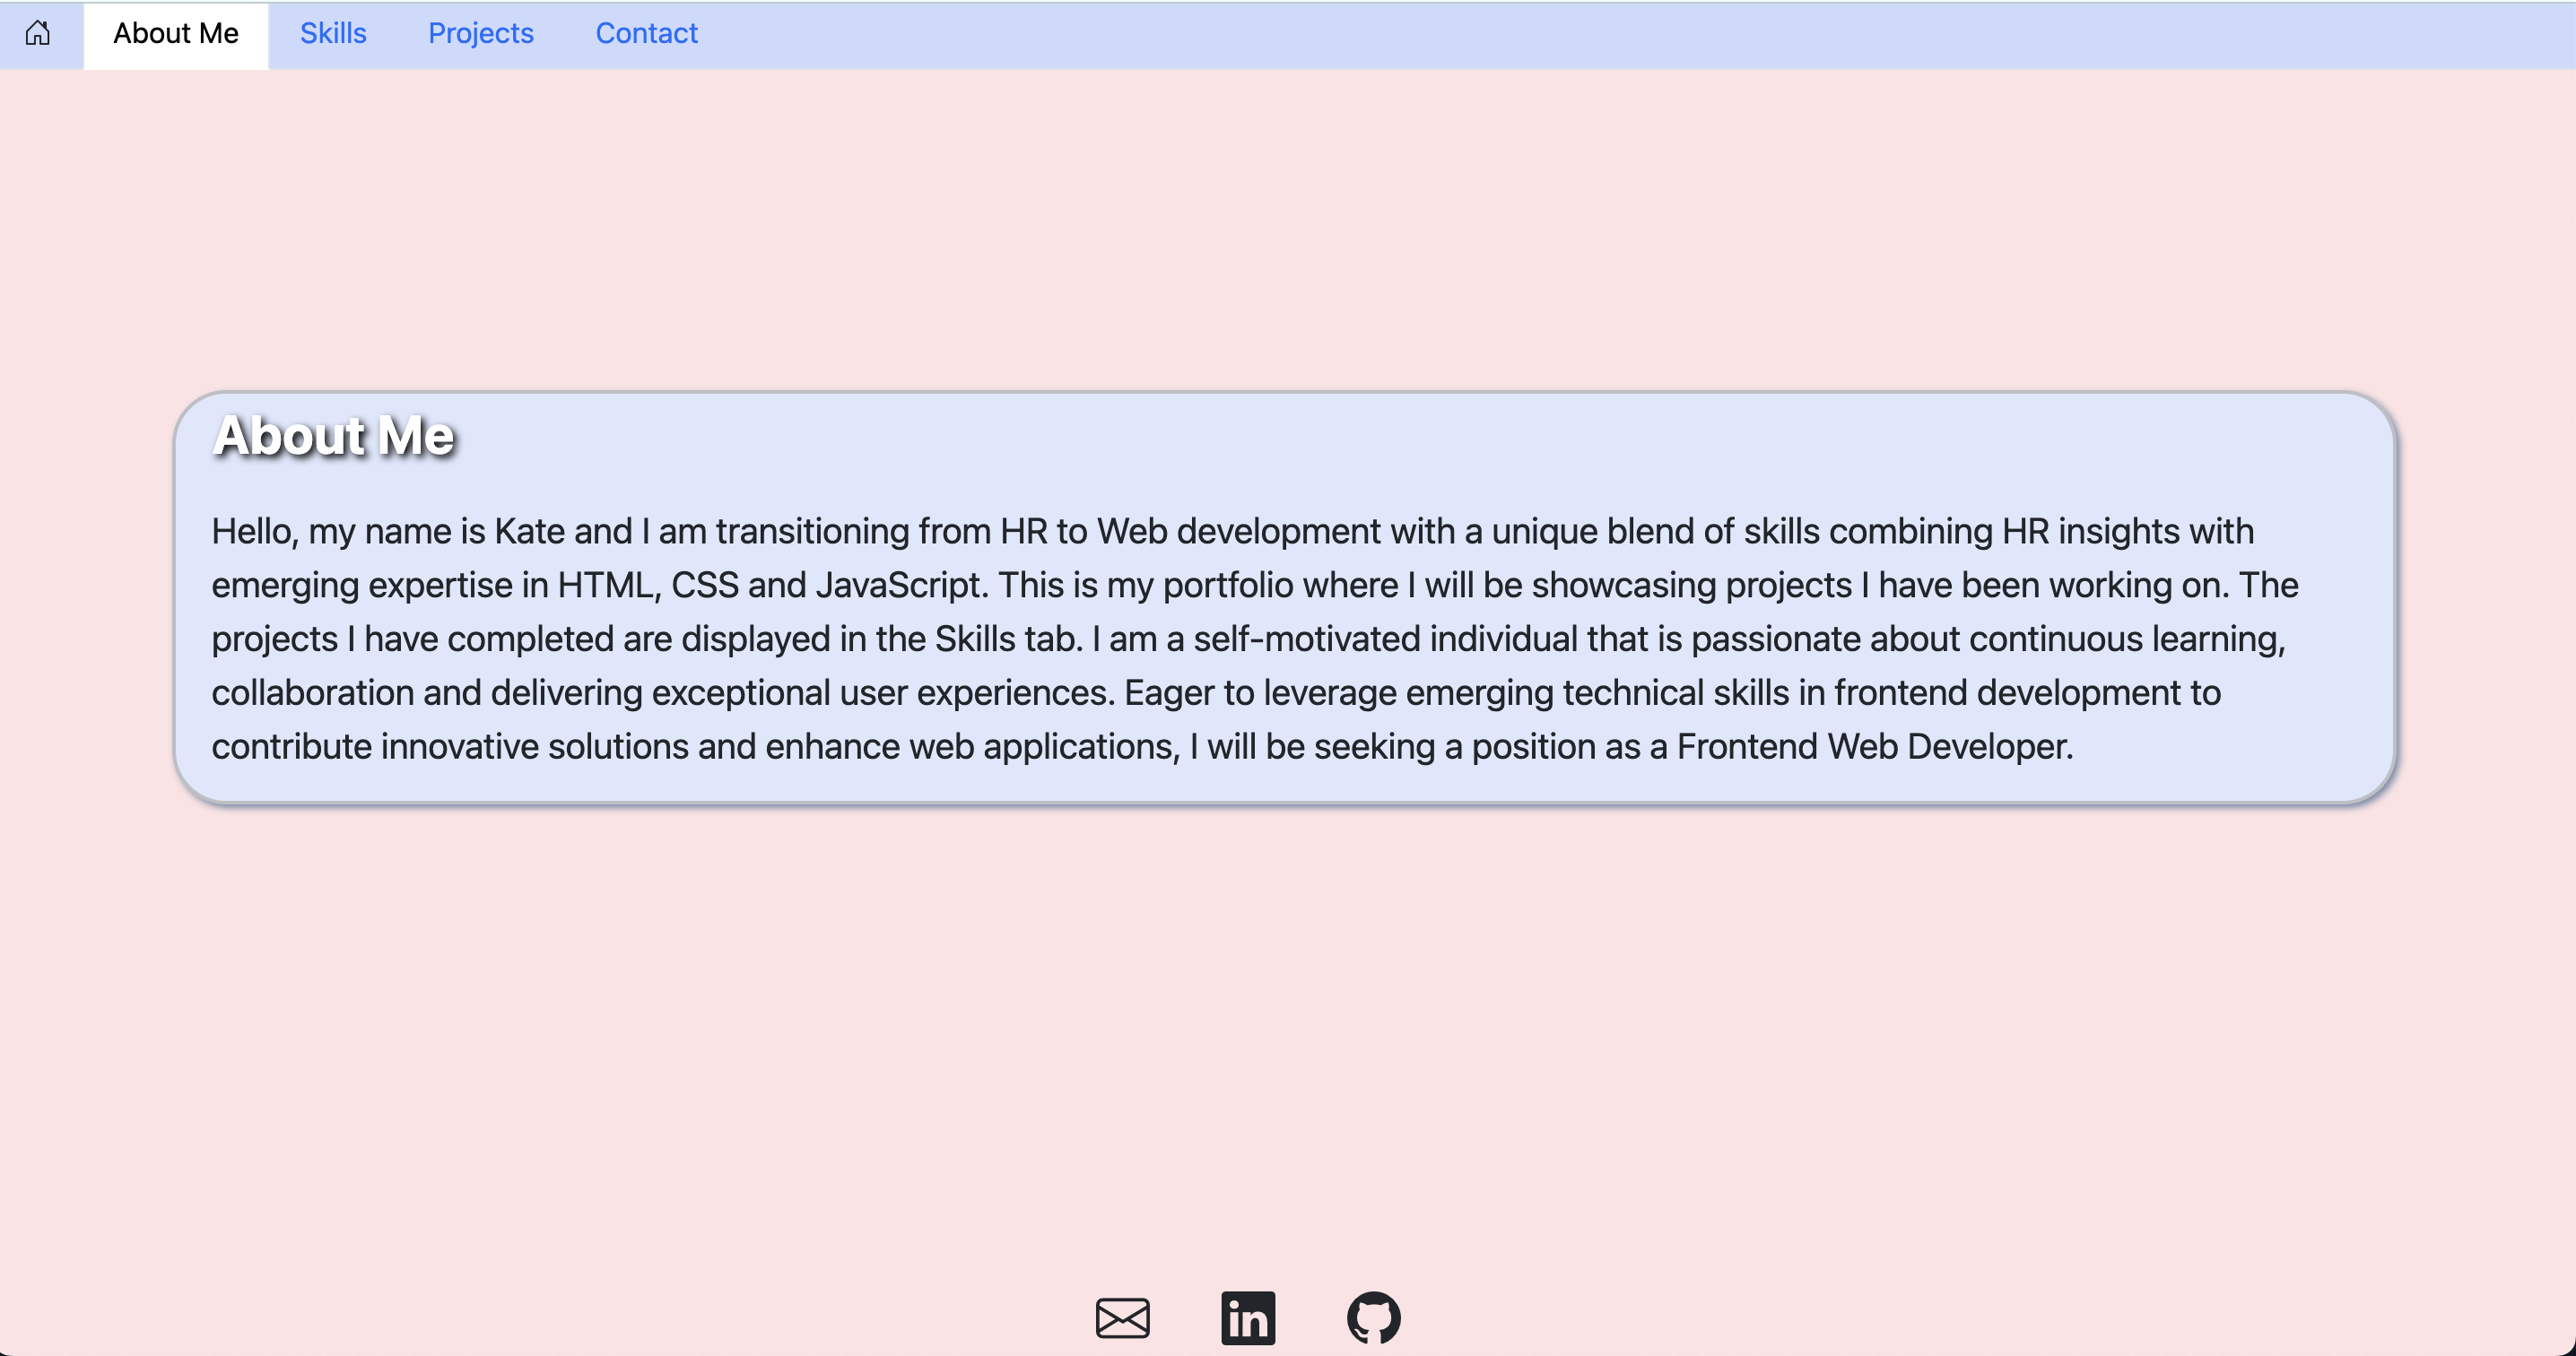 About Me
Skills
Projects
Contact
About Me
Hello, my name is Kate and I am transitioning from HR to Web development with a unique blend of skills combining HR insights with
emerging expertise in HTML, CSS and JavaScript. This is my portfolio where I will be showcasing projects I have been working on. The
projects I have completed are displayed in the Skills tab. I am a self-motivated individual that is passionate about continuous learning,
collaboration and delivering exceptional user experiences. Eager to leverage emerging technical skills in frontend development to
contribute innovative solutions and enhance web applications, I will be seeking a position as a Frontend Web Developer.
in